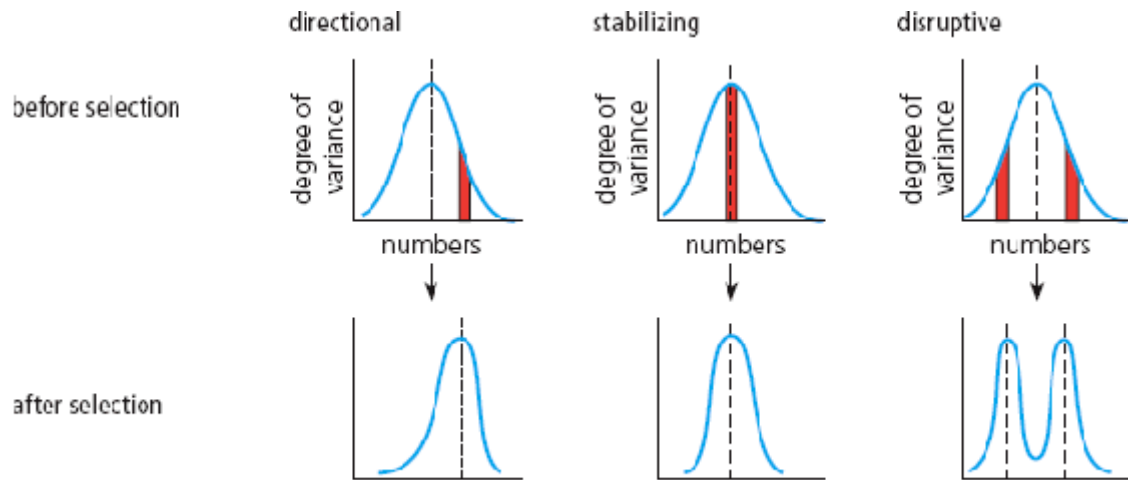 directional
stabilizing
disruptive
before selection
degree of
variance
degree of
variance
degree of
variance
numbers
numbers
numbers
after selection